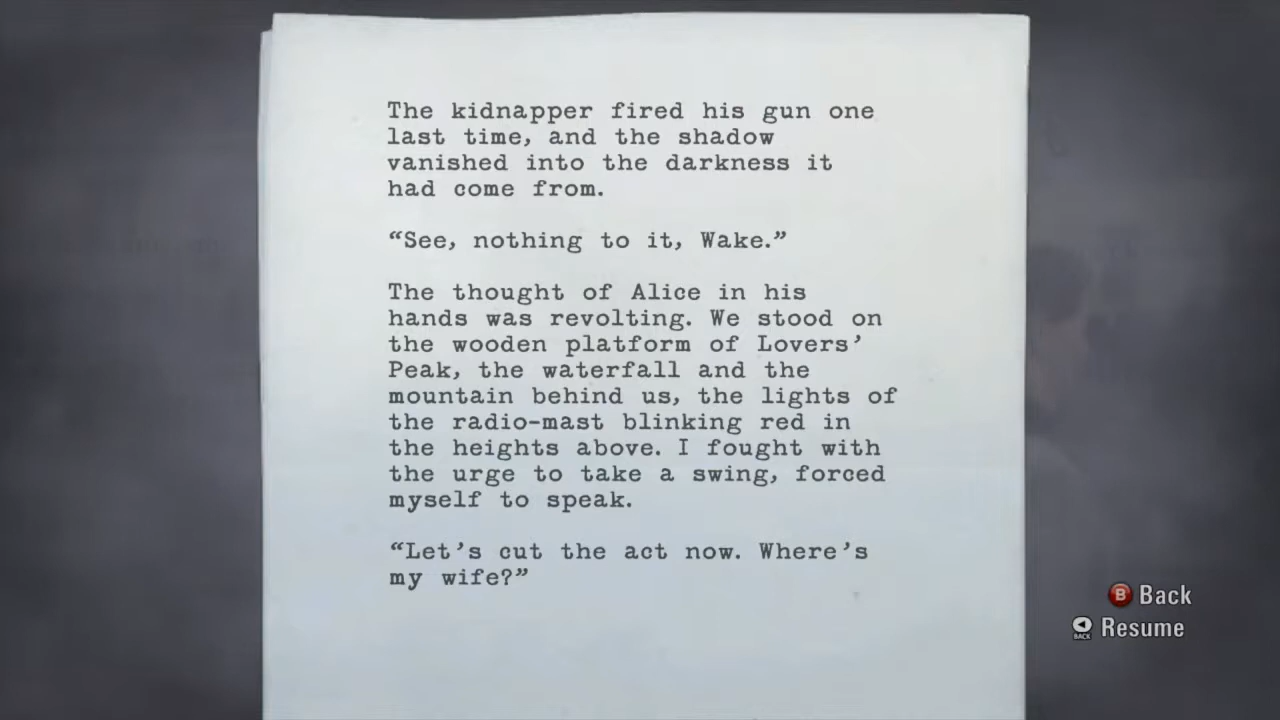 The kidnapper fired his gun one
last time, and the shadow
vanished into the darkness it
had come from.
“See, nothing to it, Wake.”
The thought of Alice in his
hands was revolting. We stood on
the wooden platform of Lovers’
Peak, the waterfall and the
mountain behind us, the lights of
the radio-mast blinking red in
the heights above. I fought with
the urge to take a swing, forced
myself to speak.
“Let’s cut the act now. Where’s
my wife?”
B Back
BACK Resume